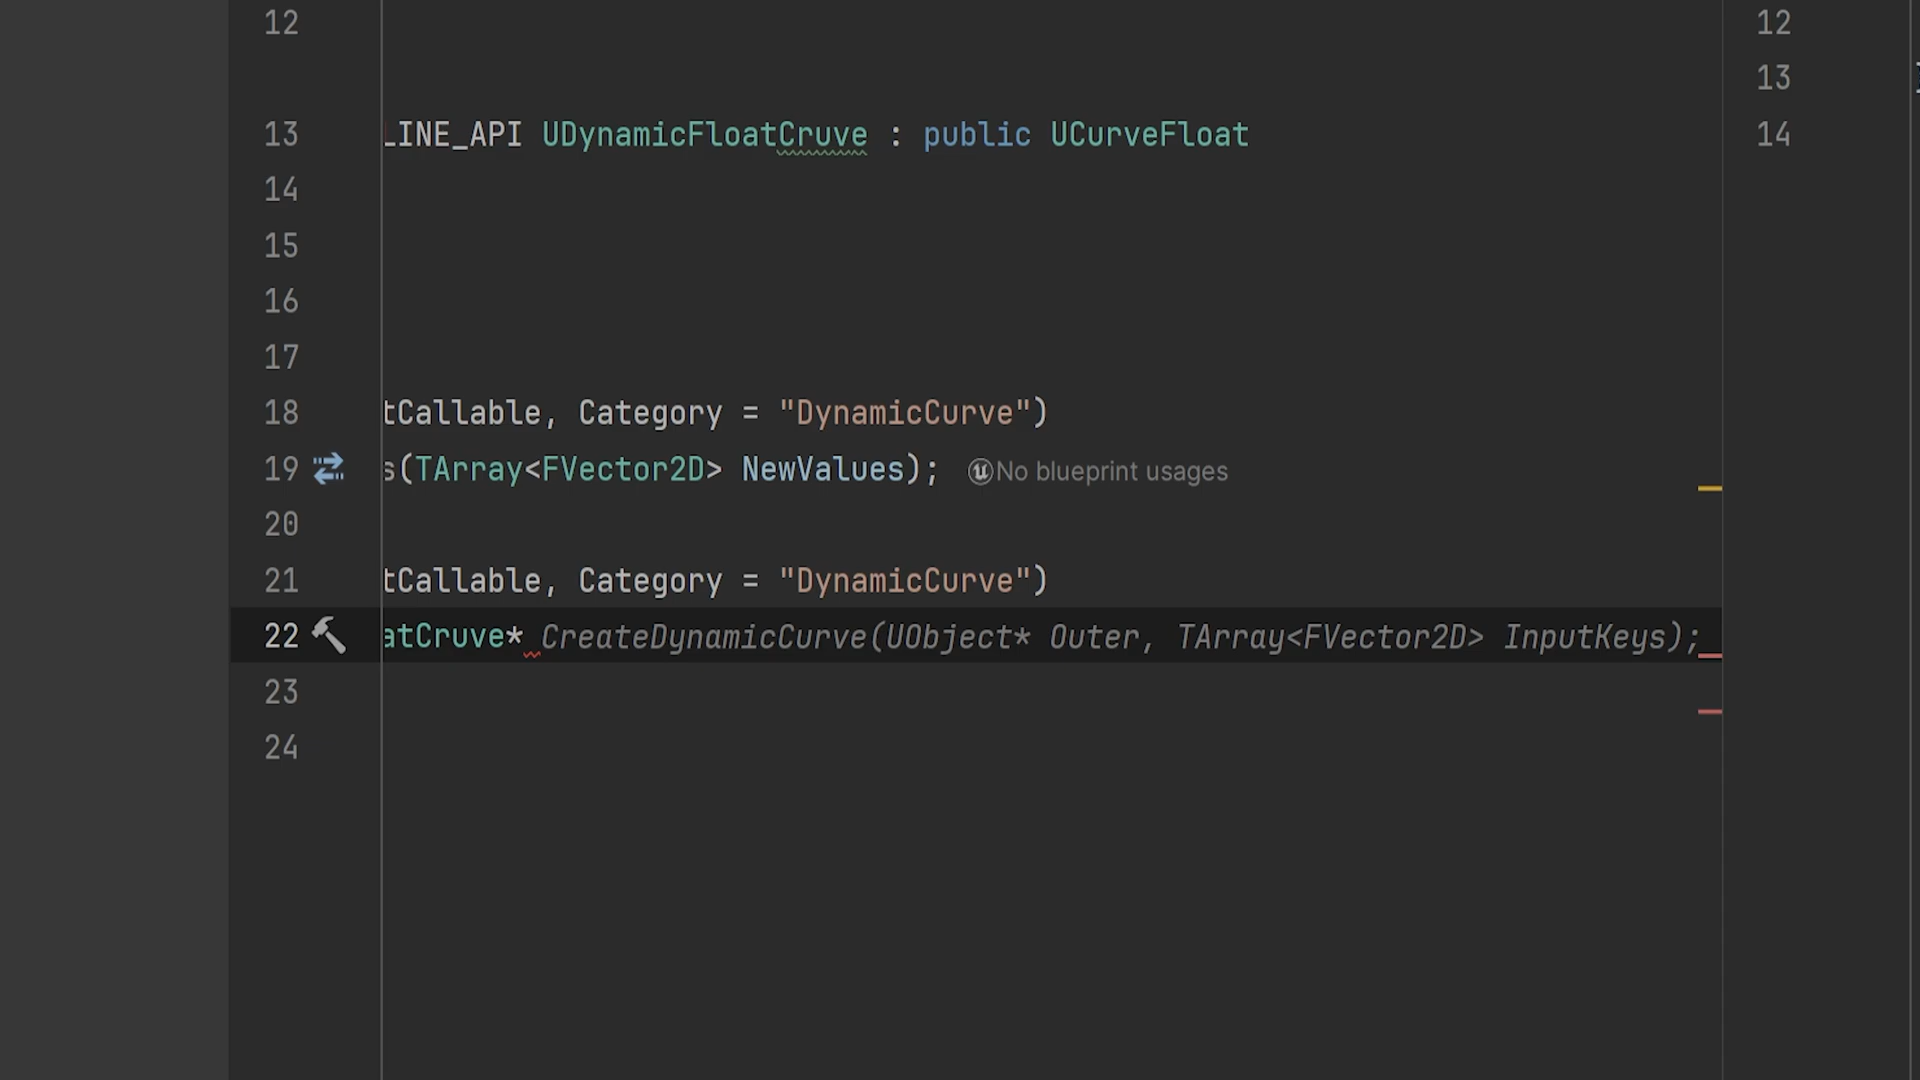 12
13 LINE_API UDynamicFloatCruve : public UCurveFloat
14
15
16
17
18 tCallable, Category = "DynamicCurve")
19 s(TArray<FVector2D> NewValues); No blueprint usages
20
21 tCallable, Category = "DynamicCurve")
22 atCruve* CreateDynamicCurve(UObject* Outer, TArray<FVector2D> InputKeys);
23
24
12
13
14